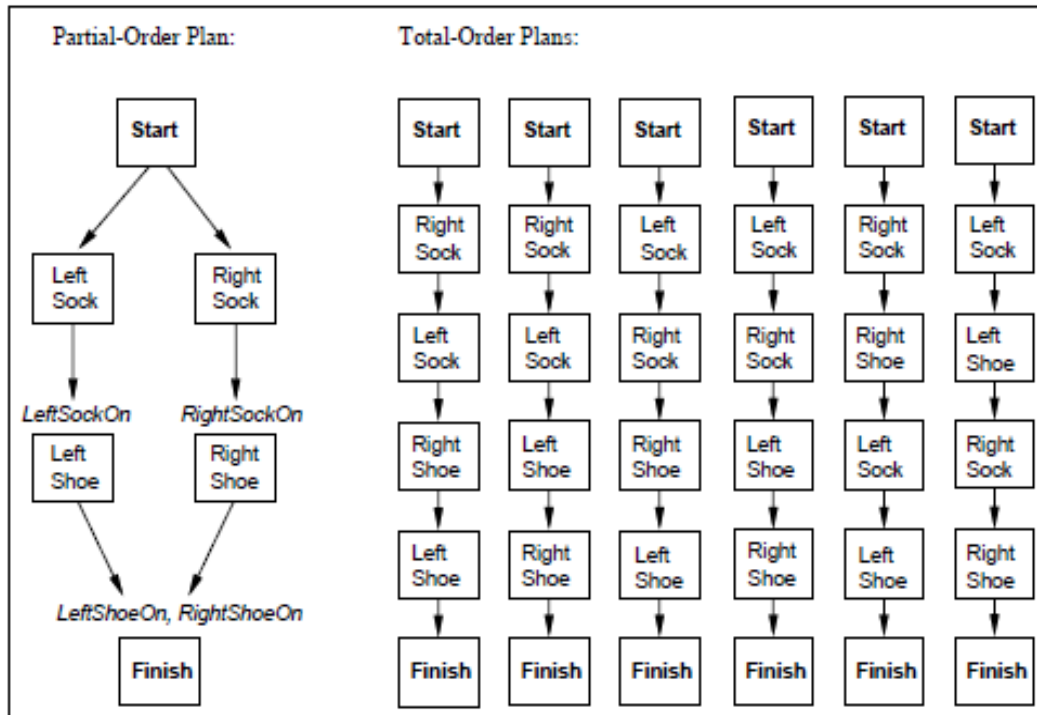 Partial-Order Plan:
Total-Order Plans:
Start
Left
Sock
Right
Sock
LeftSockOn
RightSockOn
Left
Shoe
Right
Shoe
LeftShoeOn, RightShoeOn
Finish
Start
Right
Sock
Left
Sock
Right
Shoe
Left
Shoe
Finish
Start
Right
Sock
Left
Sock
Left
Shoe
Right
Shoe
Finish
Start
Left
Sock
Right
Sock
Right
Shoe
Left
Shoe
Finish
Start
Left
Sock
Right
Sock
Left
Shoe
Right
Shoe
Finish
Start
Right
Sock
Right
Shoe
Left
Sock
Left
Shoe
Finish
Start
Left
Sock
Left
Shoe
Right
Sock
Right
Shoe
Finish